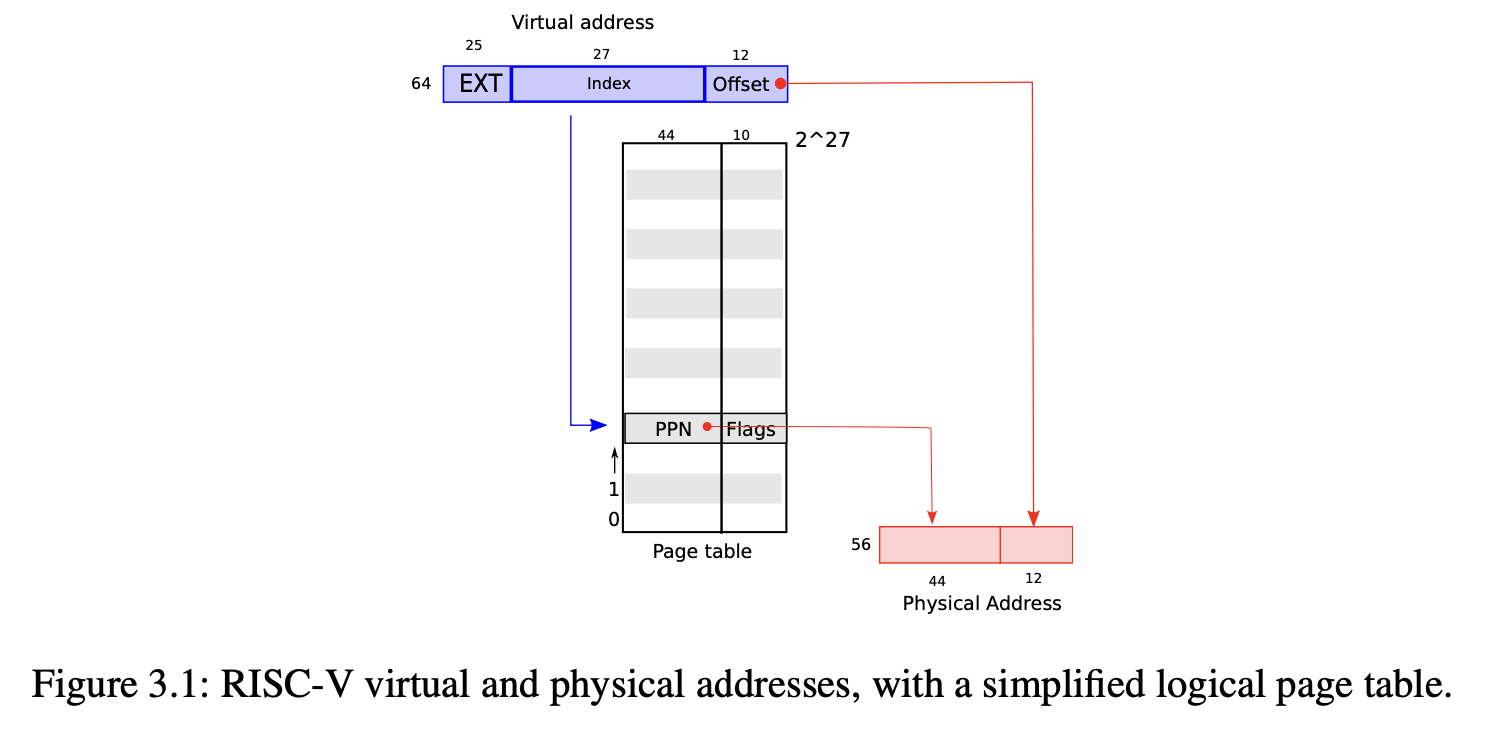 Virtual address
25 27 12
64 EXT Index Offset
44 10 2^27
PPN Flags
1
0
Page table
56
44 12
Physical Address
Figure 3.1: RISC-V virtual and physical addresses, with a simplified logical page table.